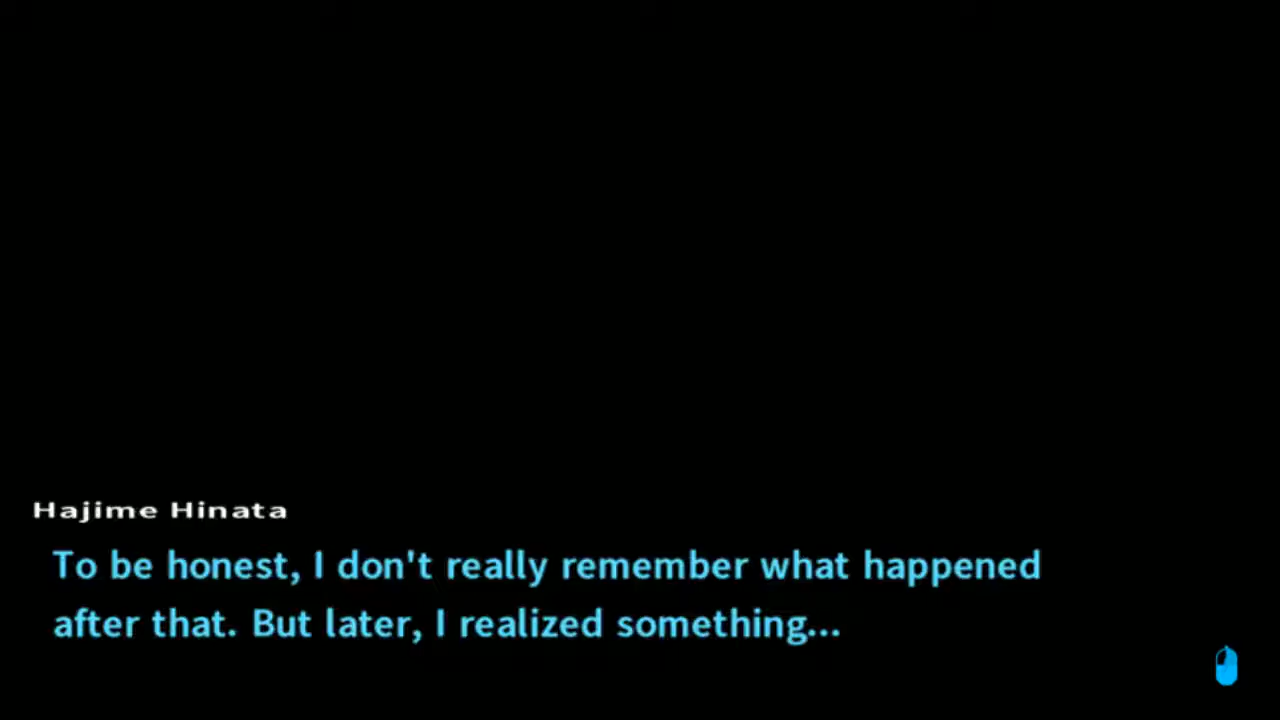 Hajime Hinata
To be honest, I don't really remember what happened
after that. But later, I realized something...